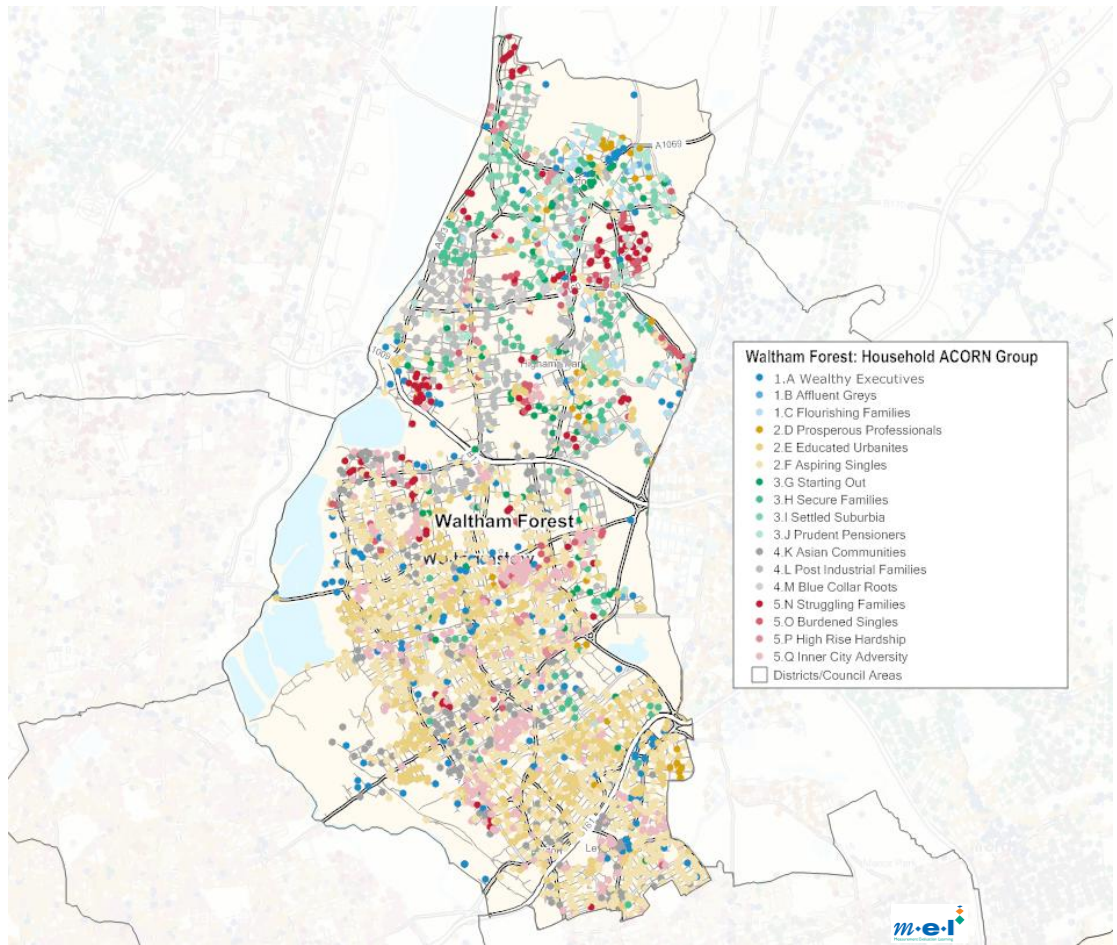 A1069
Waltham Forest: Household ACORN Group
1.A Wealthy Executives
1.B Affluent Greys
1.C Flourishing Families
2.D Prosperous Professionals
2.E Educated Urbanites
2.F Aspiring Singles
3.G Starting Out
3.H Secure Families
3.I Settled Suburbia
3.J Prudent Pensioners
4.K Asian Communities
4.L Post Industrial Families
4.M Blue Collar Roots
5.N Struggling Families
5.O Burdened Singles
5.P High Rise Hardship
5.Q Inner City Adversity
Districts/Council Areas
Waltham Forest
m·e·l